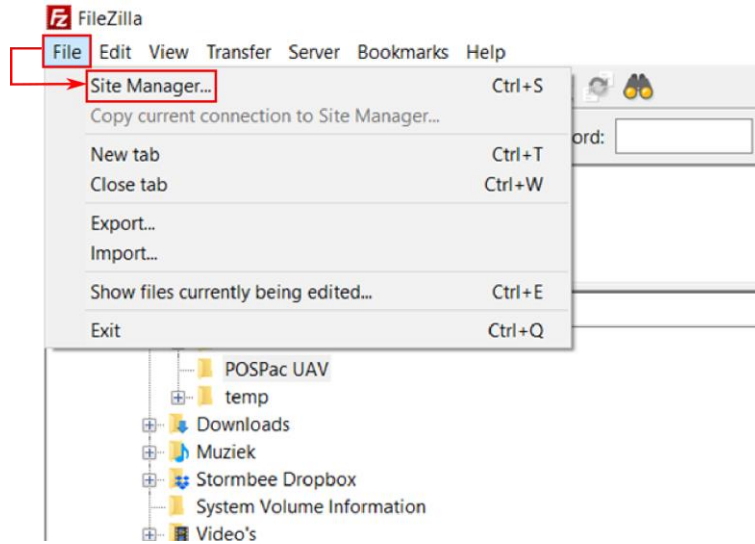 FileZilla
File Edit View Transfer Server Bookmarks Help
Site Manager... Ctrl+S
Copy current connection to Site Manager...
ord:
New tab Ctrl+T
Close tab Ctrl+W
Export...
Import...
Show files currently being edited... Ctrl+E
Exit Ctrl+Q
POSPac UAV
temp
Downloads
Muziek
Stormbee Dropbox
System Volume Information
Video's